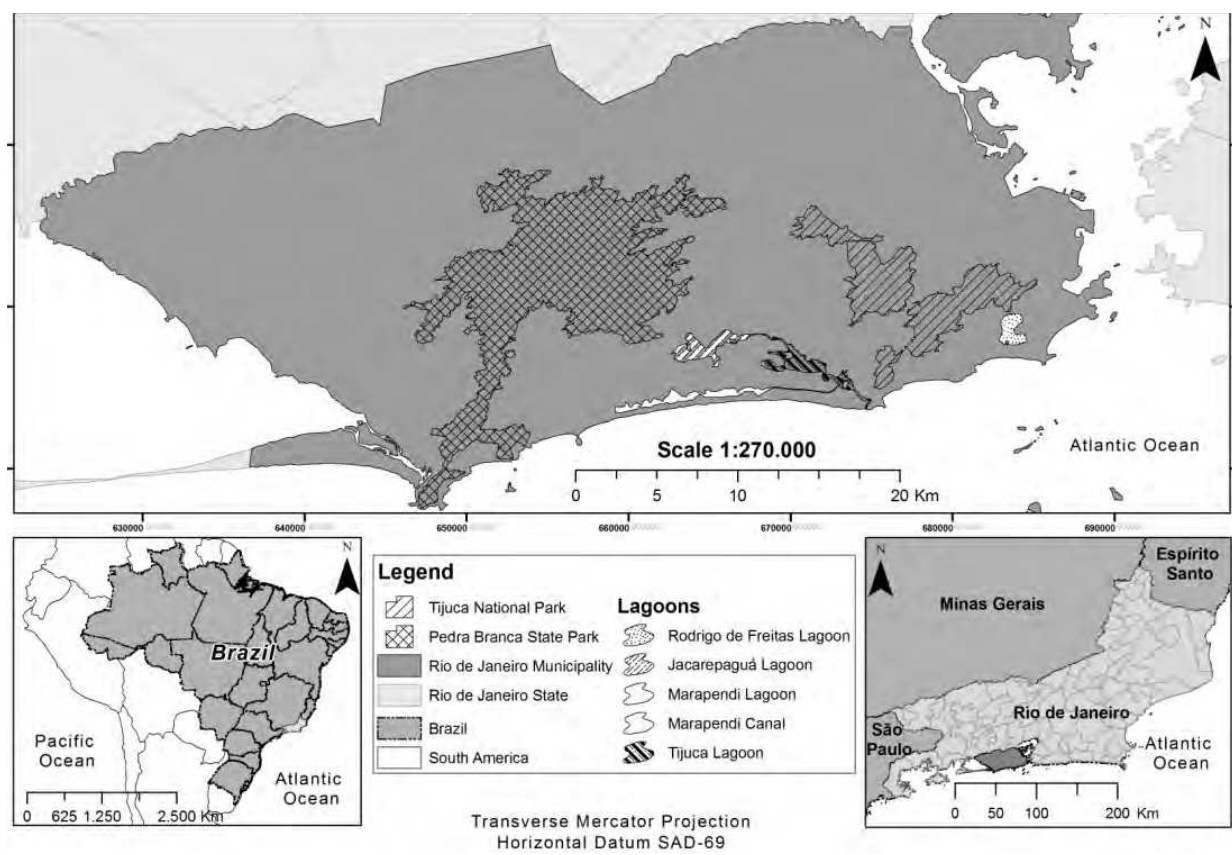 N
Atlantic Ocean
Scale 1:270.000
0 5 10 20 Km
630000 640000 650000 660000 670000 680000 690000
N
Brazil
Pacific
Ocean
Atlantic
Ocean
0 625 1.250 2.500 Km
Legend
Tijuca National Park
Pedra Branca State Park
Rio de Janeiro Municipality
Rio de Janeiro State
Brazil
South America
Lagoons
Rodrigo de Freitas Lagoon
Jacarepaguá Lagoon
Marapendi Lagoon
Marapendi Canal
Tijuca Lagoon
N
Espírito
Santo
Minas Gerais
Rio de Janeiro
São
Paulo
Atlantic
Ocean
0 50 100 200 Km
Transverse Mercator Projection
Horizontal Datum SAD-69